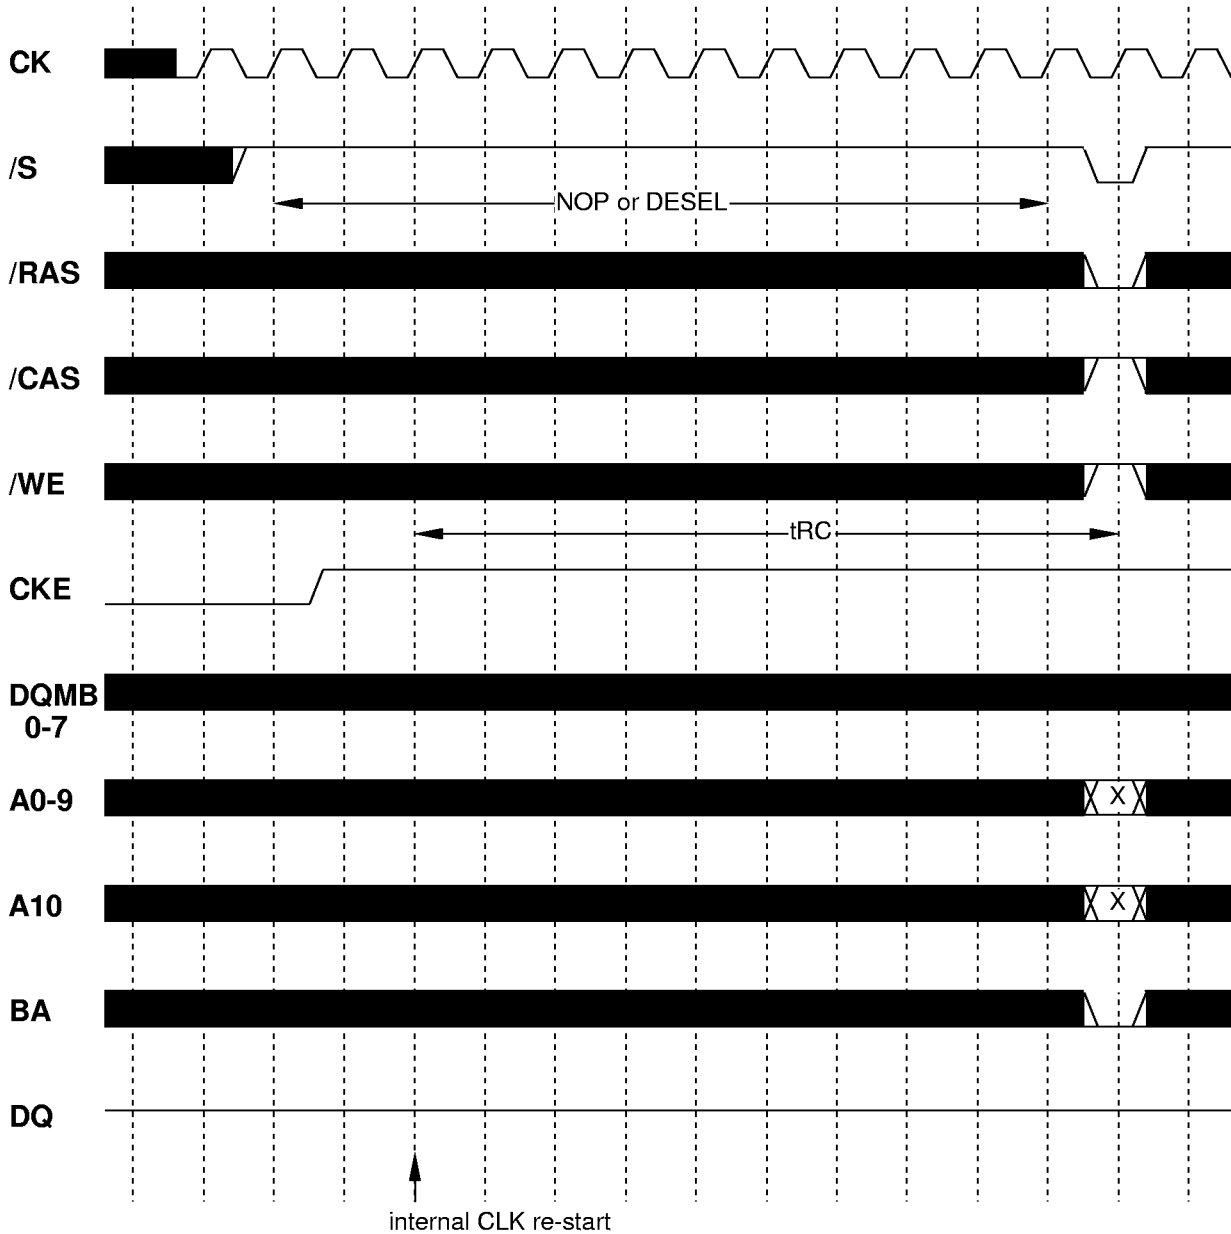 CK
/S
NOP or DESEL
/RAS
/CAS
/WE
tRC
CKE
DQMB
0-7
A0-9
X
A10
X
BA
DQ
internal CLK re-start